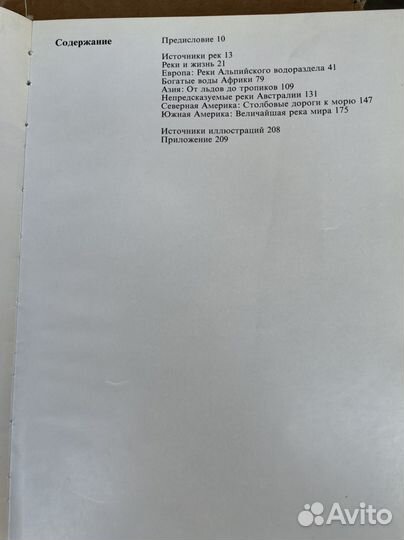 Содержание
Предисловие 10
Источники рек 13
Реки и жизнь 21
Европа: Реки Альпийского водораздела 41
Богатые воды Африки 79
Азия: От льдов до тропиков 109
Непредсказуемые реки Австралии 131
Северная Америка: Столбовые дороги к морю 147
Южная Америка: Величайшая река мира 175
Источники иллюстраций 208
Приложение 209
Avito